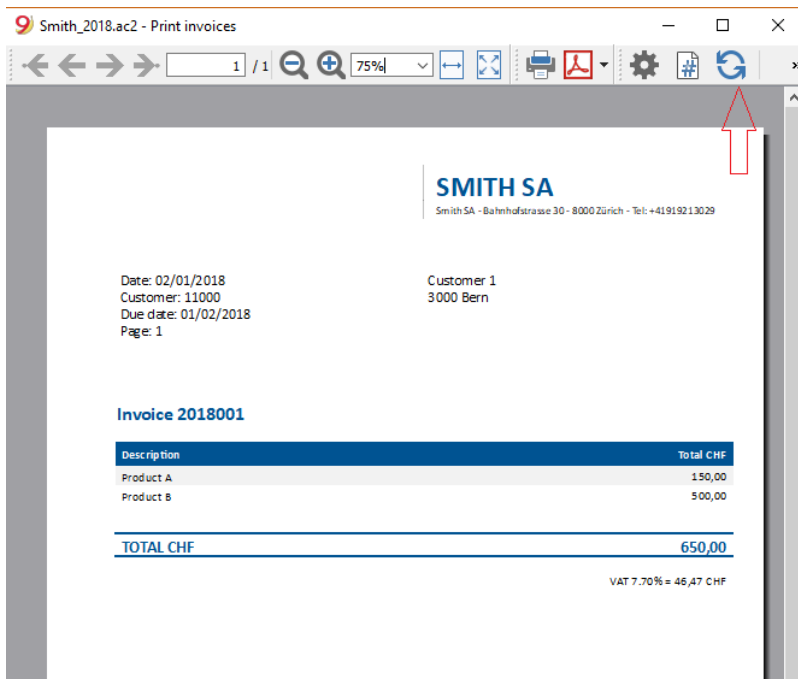 Smith_2018.ac2 - Print invoices
1 / 1 75%
SMITH SA
Smith SA - Bahnhofstrasse 30 - 8000 Zürich - Tel: +41919213029
Date: 02/01/2018
Customer: 11000
Due date: 01/02/2018
Page: 1
Customer 1
3000 Bern
Invoice 2018001
Description Total CHF
Product A 150,00
Product B 500,00
TOTAL CHF 650,00
VAT 7.70% = 46,47 CHF